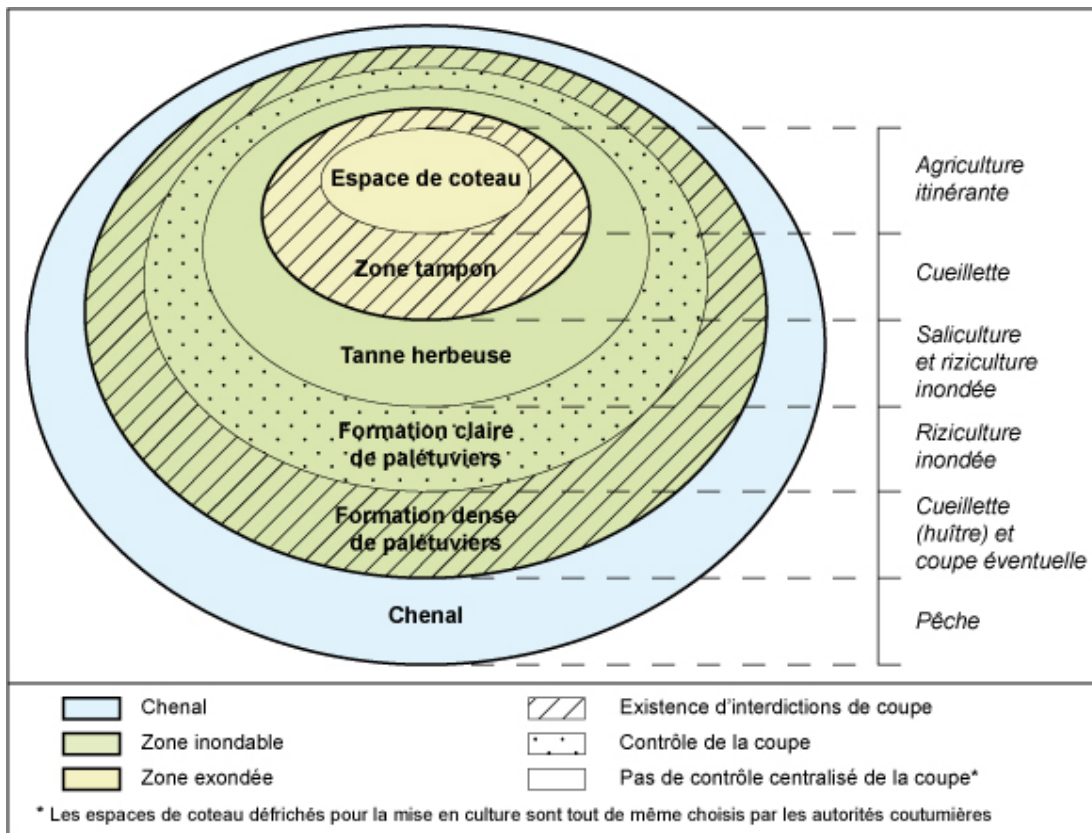 Espace de coteau
Zone tampon
Tanne herbeuse
Formation claire
de palétuviers
Formation dense
de palétuviers
Chenal
Agriculture
itinérante
Cueillette
Saliculture
et riziculture
inondée
Riziculture
inondée
Cueillette
(huître) et
coupe éventuelle
Pêche
Chenal
Zone inondable
Zone exondée
Existence d'interdictions de coupe
Contrôle de la coupe
Pas de contrôle centralisé de la coupe*
* Les espaces de coteau défrichés pour la mise en culture sont tout de même choisis par les autorités coutumières